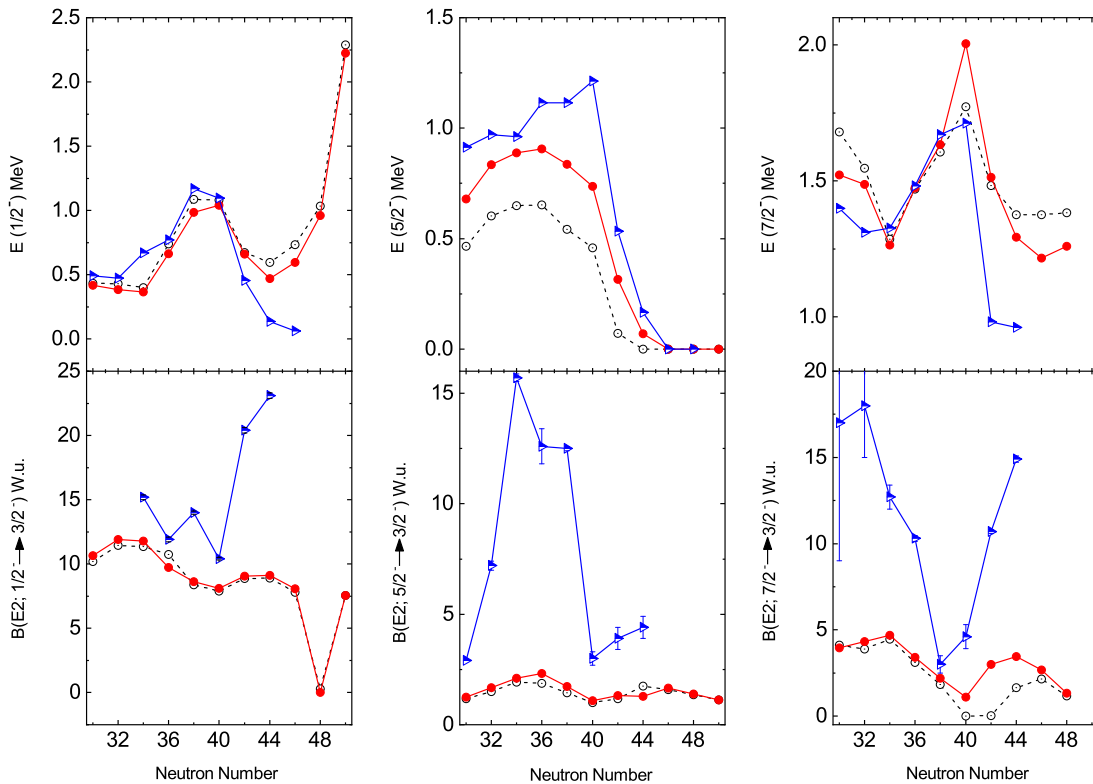 2.5
2.0
1.5
1.0
0.5
0.0
E (1/2⁻) MeV
1.5
1.0
0.5
0.0
E (5/2⁻) MeV
2.0
1.5
1.0
E (7/2⁻) MeV
25
20
15
10
5
0
B(E2; 1/2⁻→3/2⁻) W.u.
32 36 40 44 48
Neutron Number
15
10
5
0
B(E2; 5/2⁻→3/2⁻) W.u.
32 36 40 44 48
Neutron Number
20
15
10
5
0
B(E2; 7/2⁻→3/2⁻) W.u.
32 36 40 44 48
Neutron Number